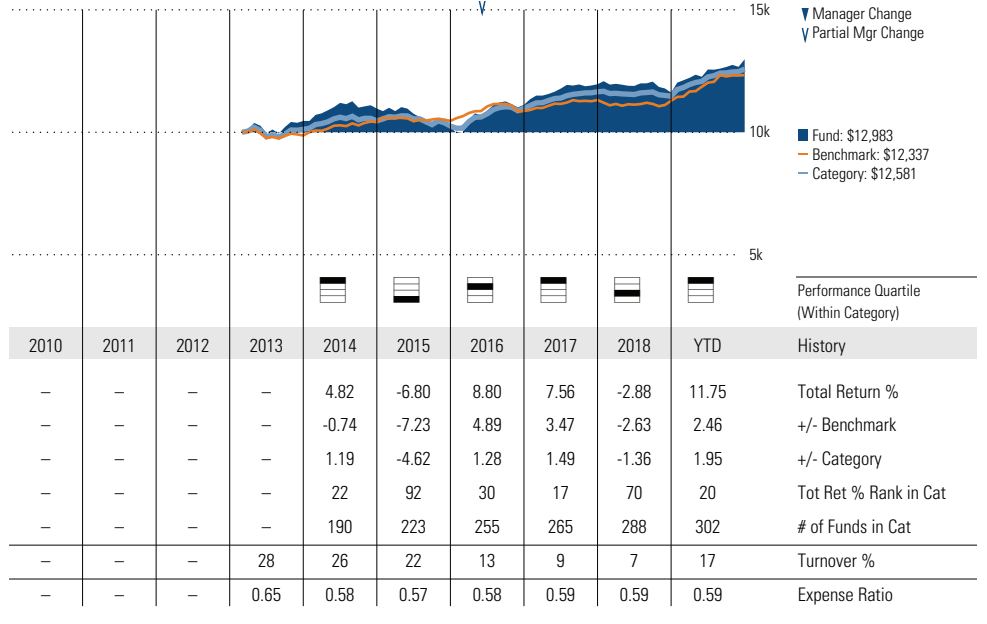 15k
▼ Manager Change
V Partial Mgr Change
10k
Fund: $12,983
Benchmark: $12,337
Category: $12,581
5k
Performance Quartile
(Within Category)
2010 2011 2012 2013 2014 2015 2016 2017 2018 YTD History
– – – – 4.82 -6.80 8.80 7.56 -2.88 11.75 Total Return %
– – – – -0.74 -7.23 4.89 3.47 -2.63 2.46 +/- Benchmark
– – – – 1.19 -4.62 1.28 1.49 -1.36 1.95 +/- Category
– – – – 22 92 30 17 70 20 Tot Ret % Rank in Cat
– – – – 190 223 255 265 288 302 # of Funds in Cat
– – – 28 26 22 13 9 7 17 Turnover %
– – – 0.65 0.58 0.57 0.58 0.59 0.59 0.59 Expense Ratio